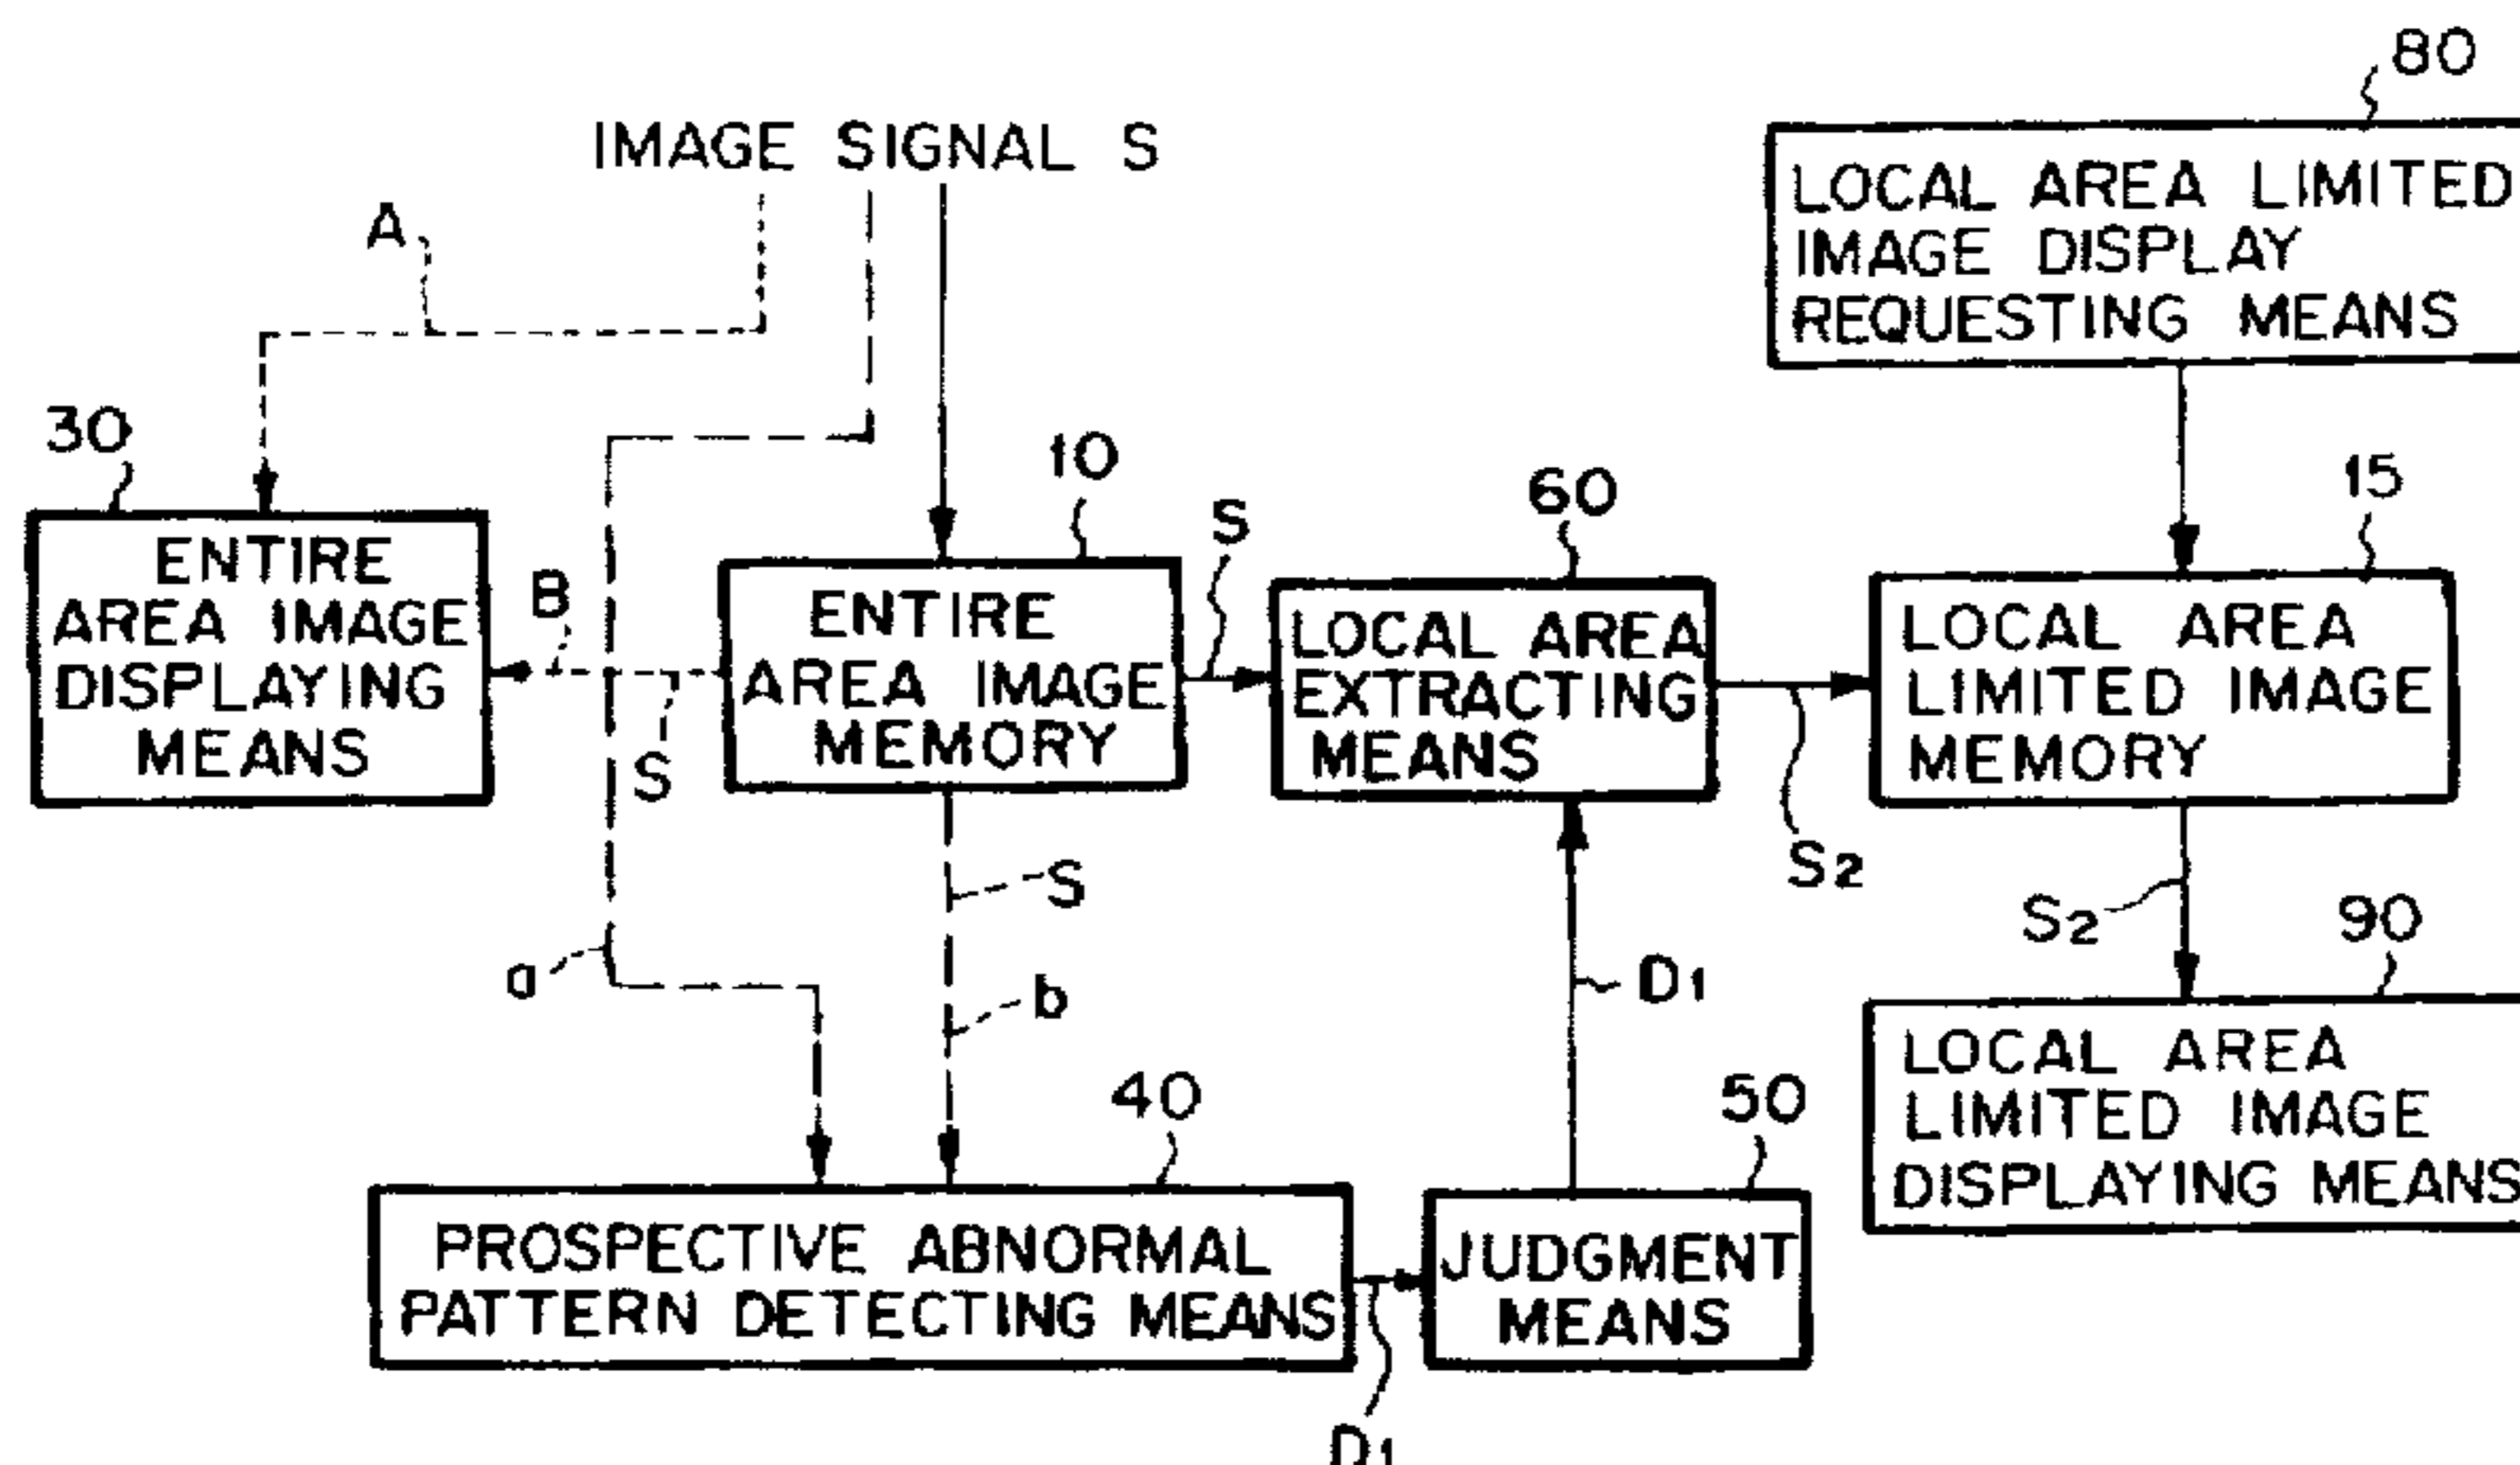 80
IMAGE SIGNAL S
LOCAL AREA LIMITED
IMAGE DISPLAY
REQUESTING MEANS
A
30
10
60
15
S
ENTIRE
AREA IMAGE
DISPLAYING
MEANS
B
S
ENTIRE
AREA IMAGE
MEMORY
LOCAL AREA
EXTRACTING
MEANS
LOCAL AREA
LIMITED IMAGE
MEMORY
S2
S
S2
90
a
b
D1
LOCAL AREA
LIMITED IMAGE
DISPLAYING MEANS
40
50
PROSPECTIVE ABNORMAL
PATTERN DETECTING MEANS
JUDGMENT
MEANS
D1